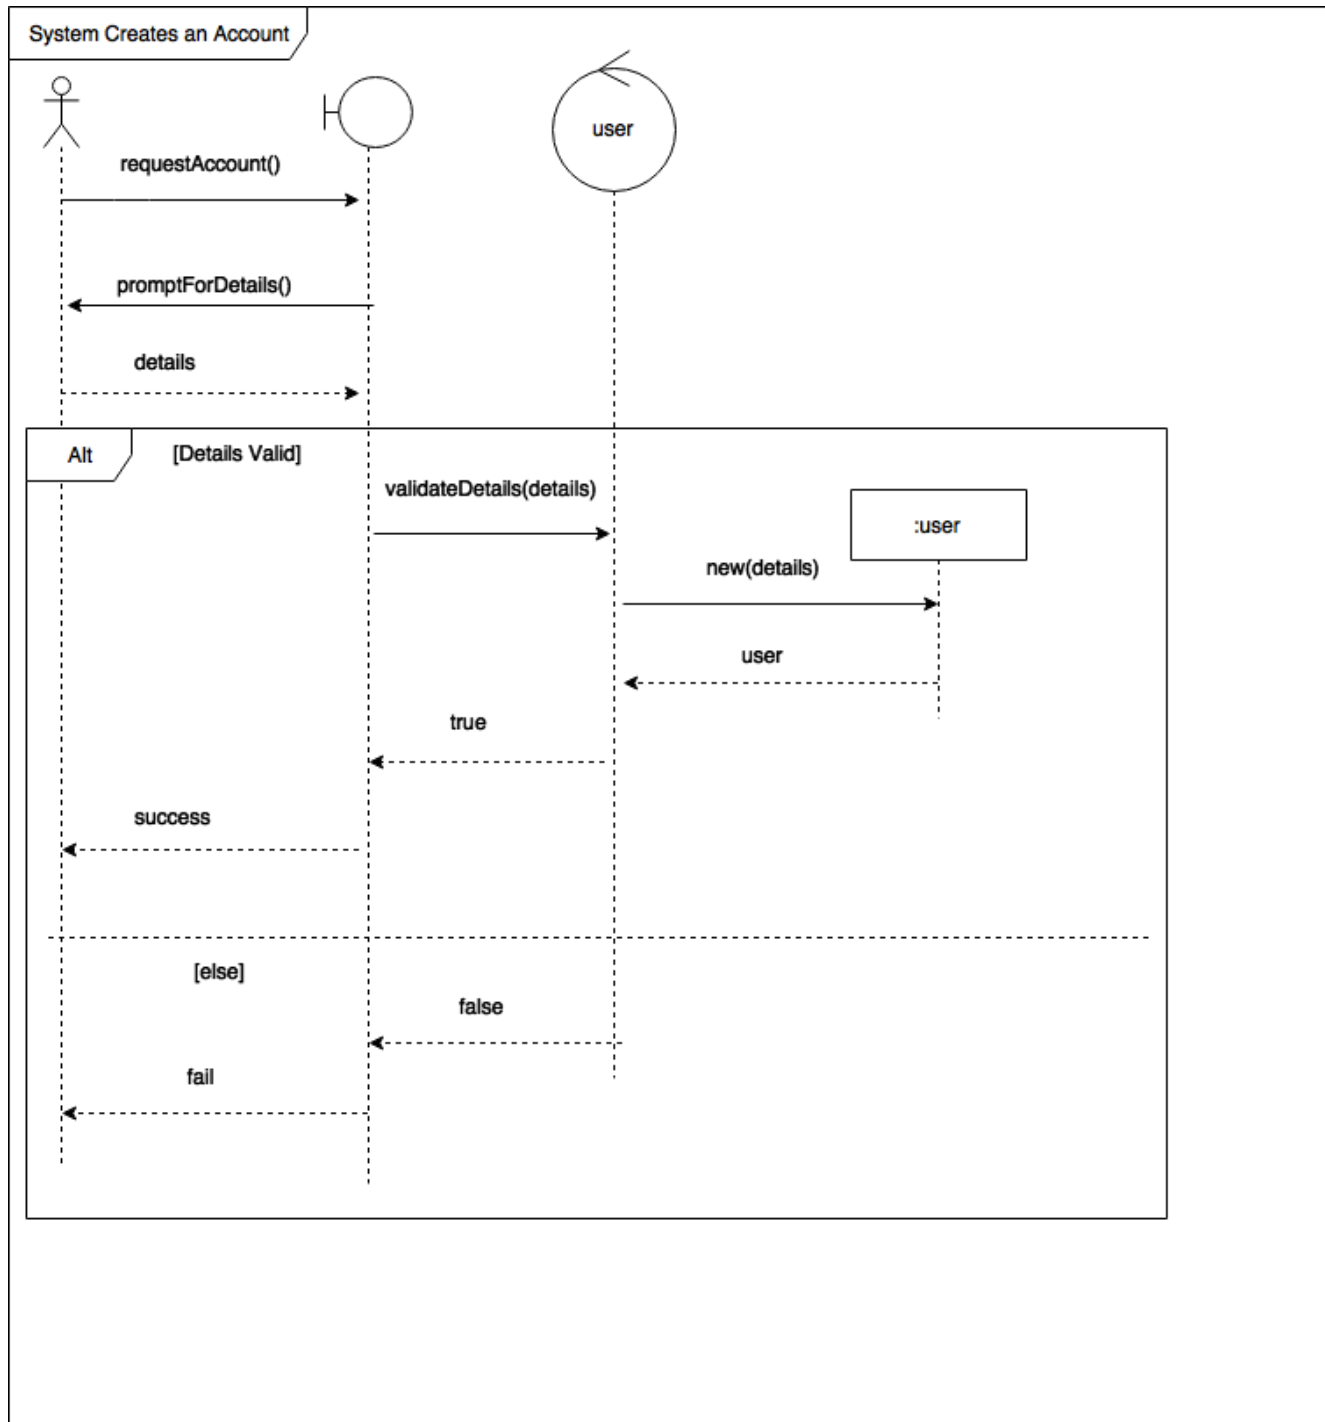 System Creates an Account
user
requestAccount()
promptForDetails()
details
Alt
[Details Valid]
validateDetails(details)
:user
new(details)
user
true
success
[else]
false
fail